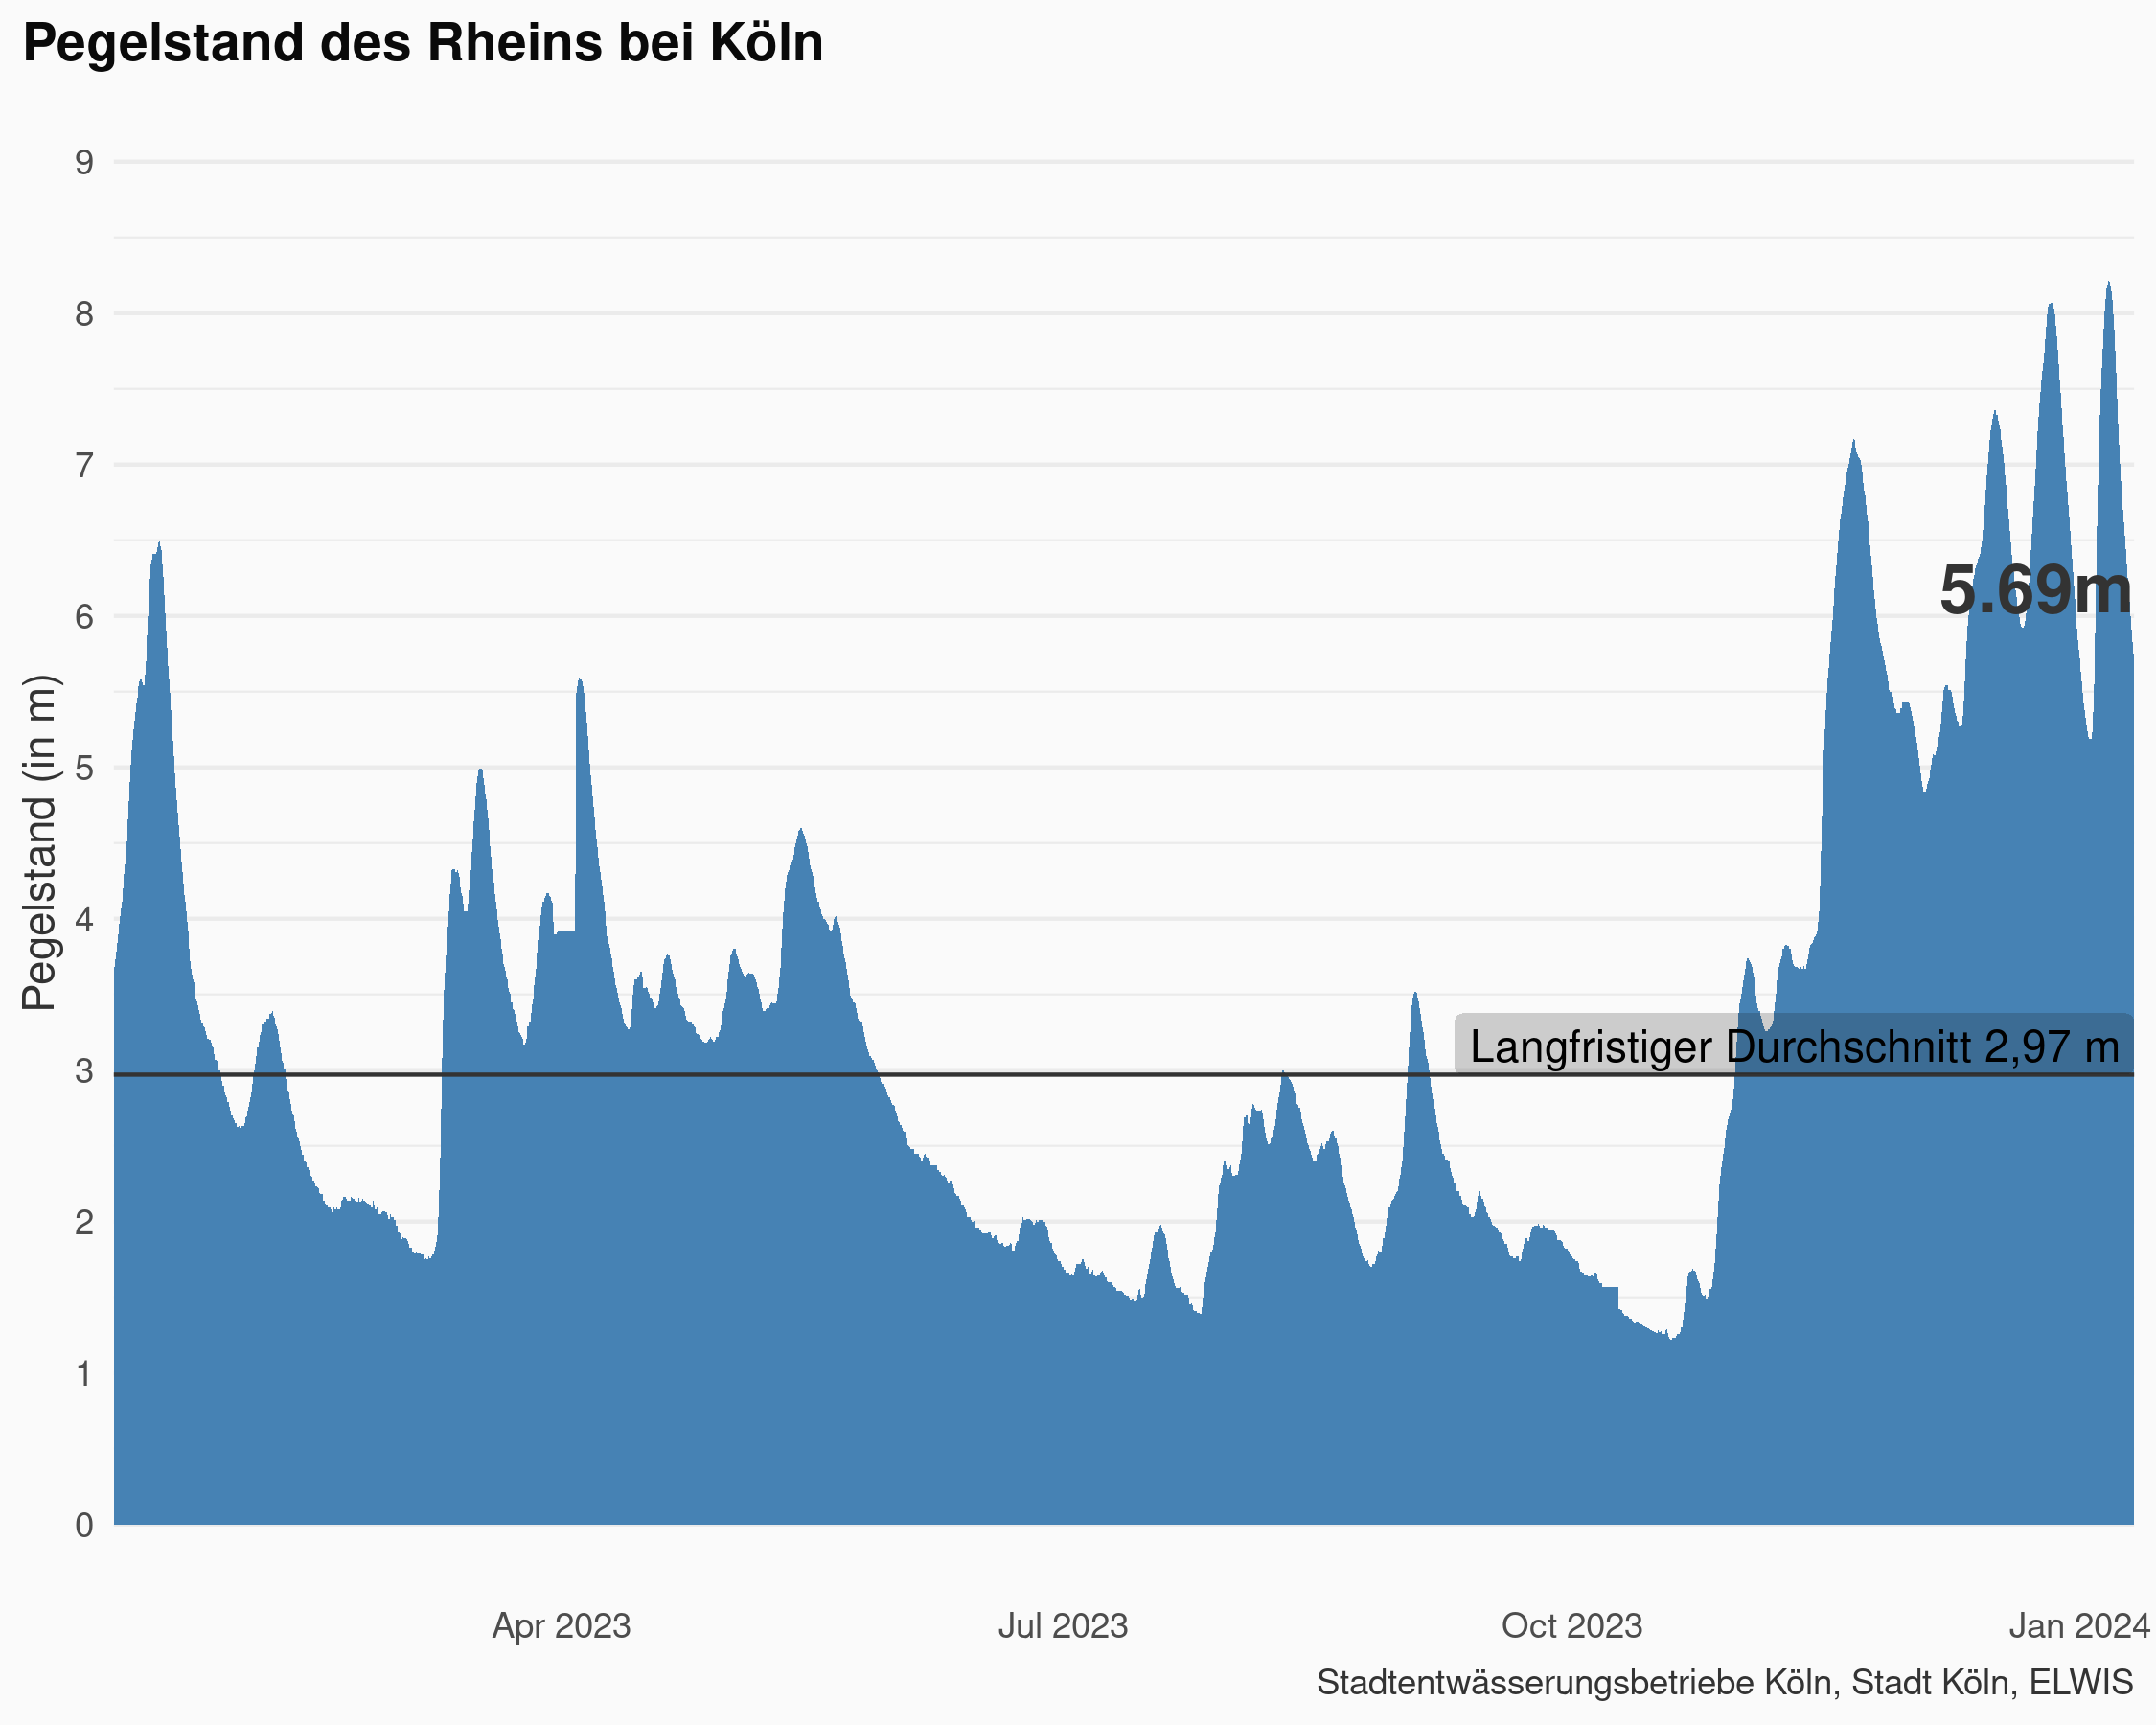 Pegelstand des Rheins bei Köln
Pegelstand (in m)
9
8
7
6
5
4
3
2
1
0
5.69m
Langfristiger Durchschnitt 2,97 m
Apr 2023
Jul 2023
Oct 2023
Jan 2024
Stadtentwässerungsbetriebe Köln, Stadt Köln, ELWIS